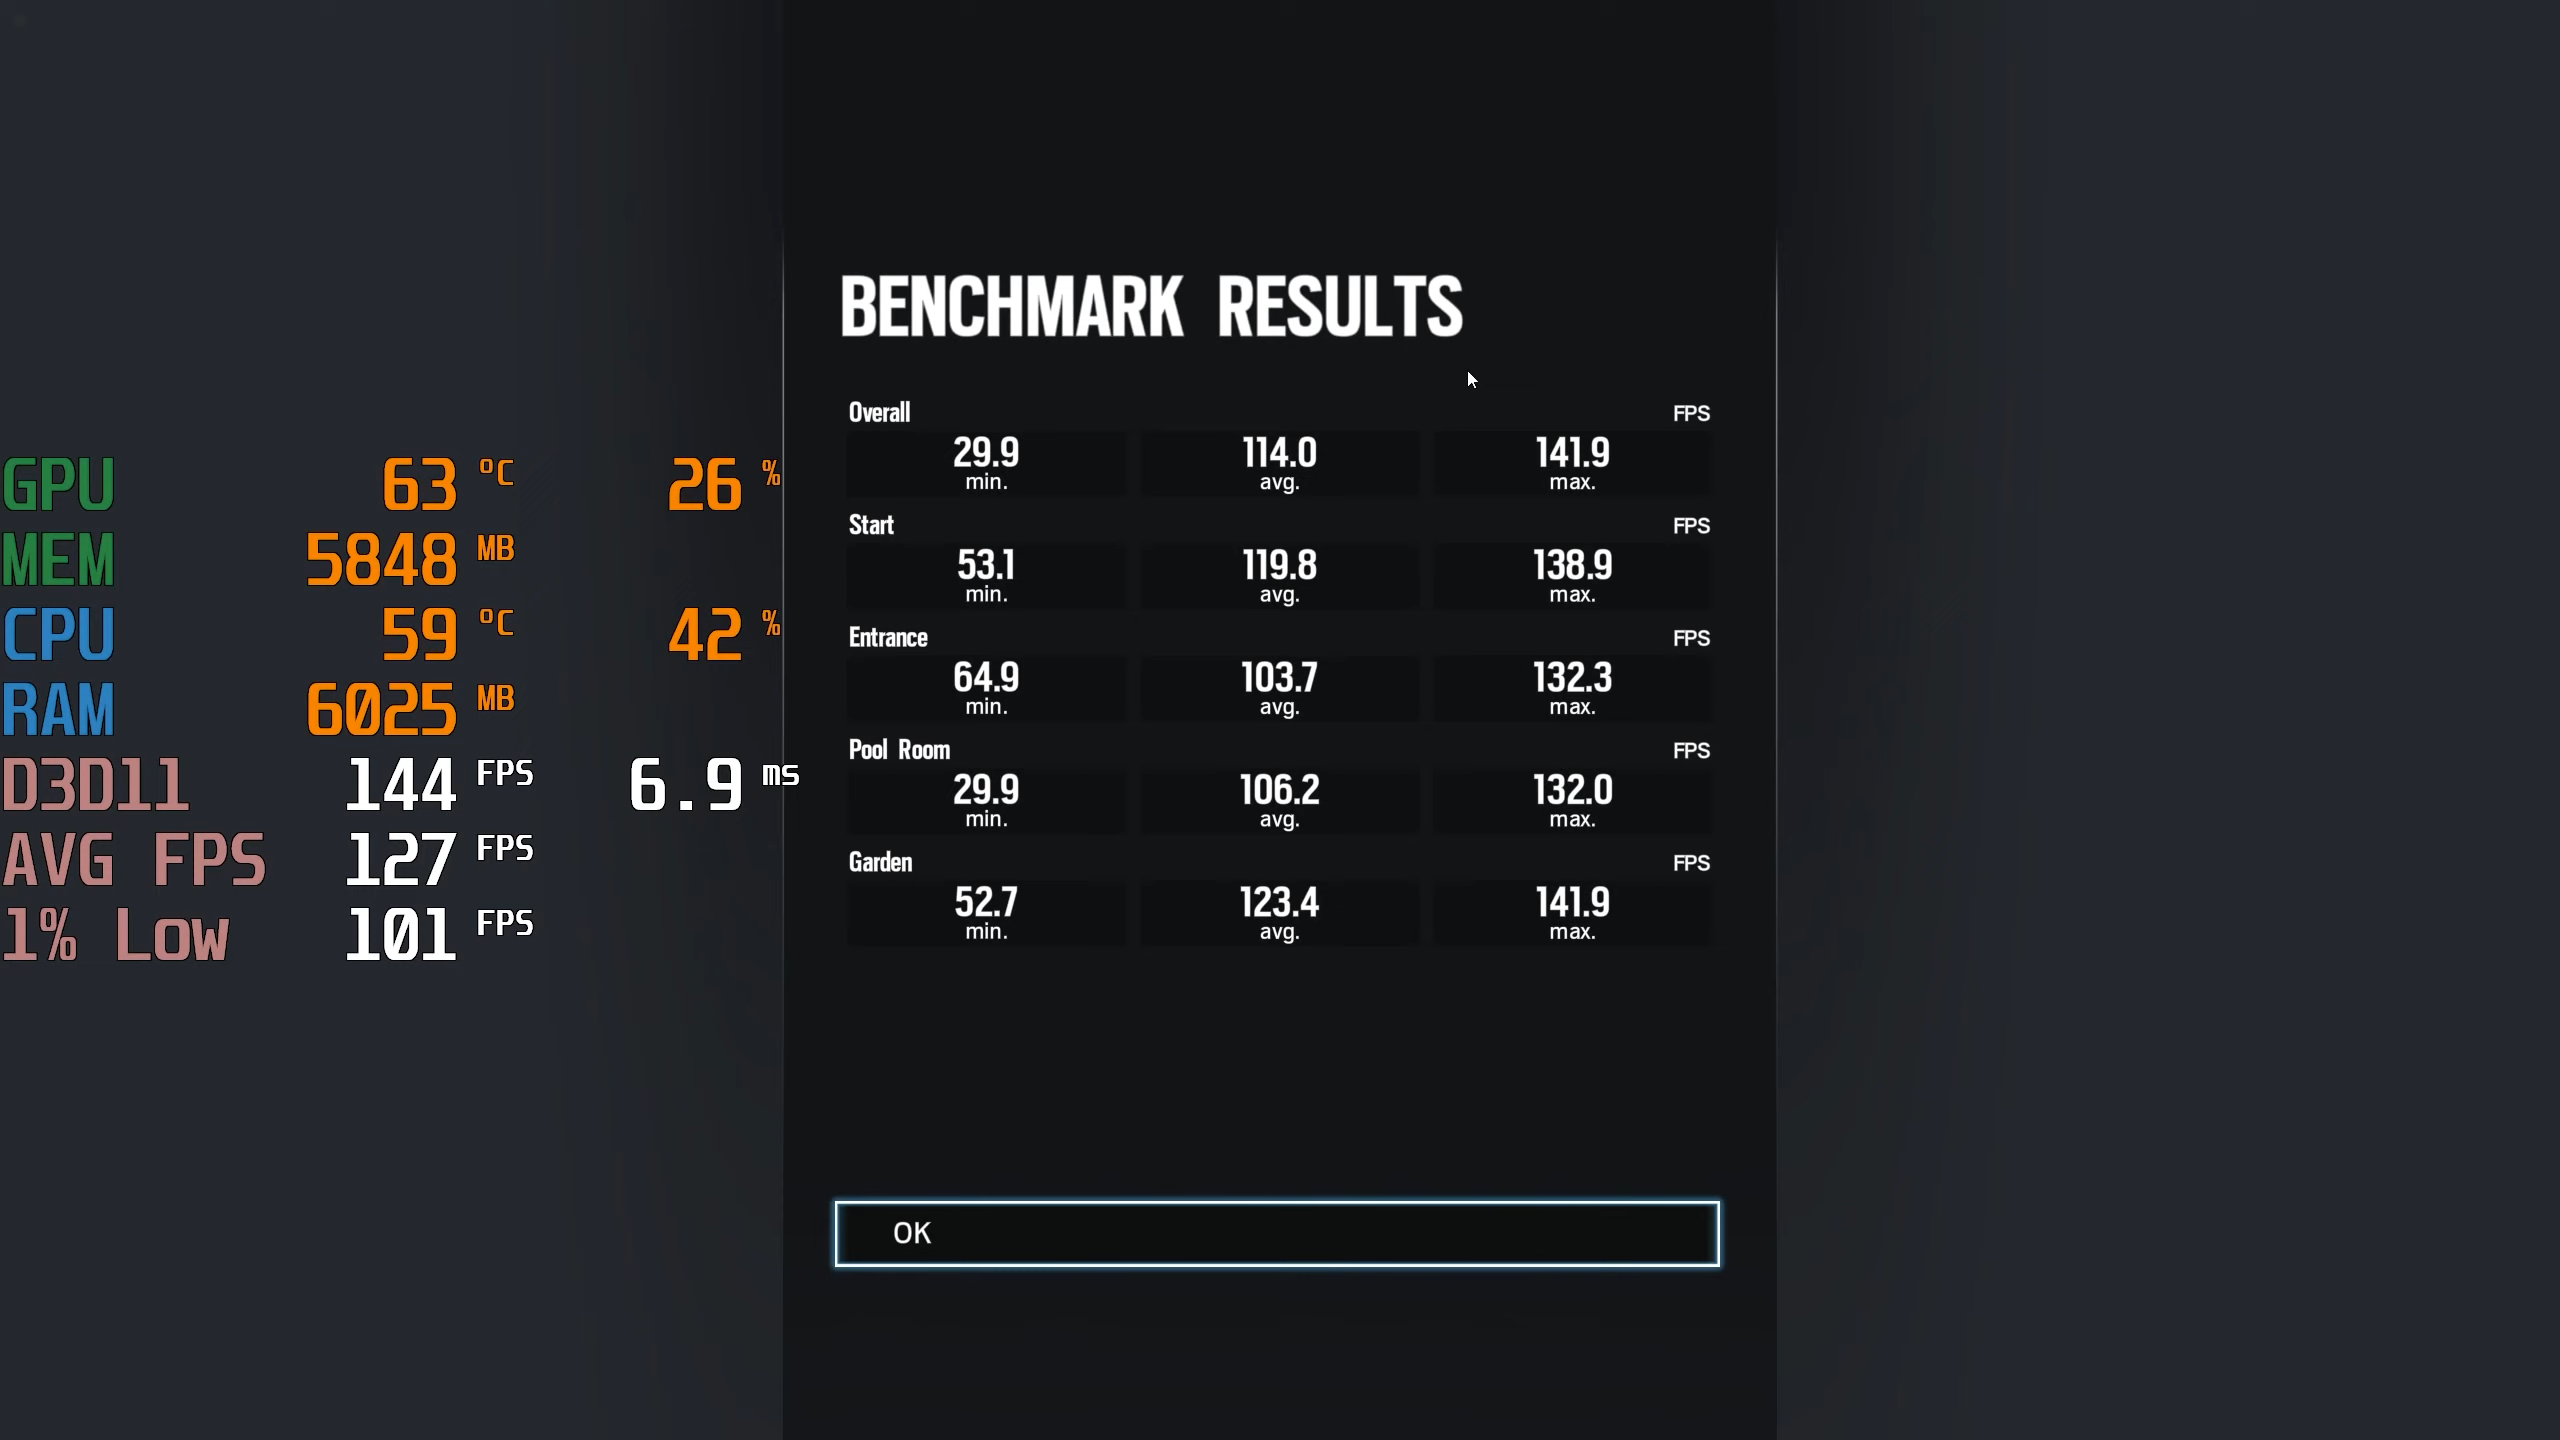 BENCHMARK RESULTS
Overall FPS
29.9 114.0 141.9
min. avg. max.
Start FPS
53.1 119.8 138.9
min. avg. max.
Entrance FPS
64.9 103.7 132.3
min. avg. max.
Pool Room FPS
29.9 106.2 132.0
min. avg. max.
Garden FPS
52.7 123.4 141.9
min. avg. max.
OK
GPU 63 °C 26 %
MEM 5848 MB
CPU 59 °C 42 %
RAM 6025 MB
D3D11 144 FPS 6.9 ms
AVG FPS 127 FPS
1% Low 101 FPS